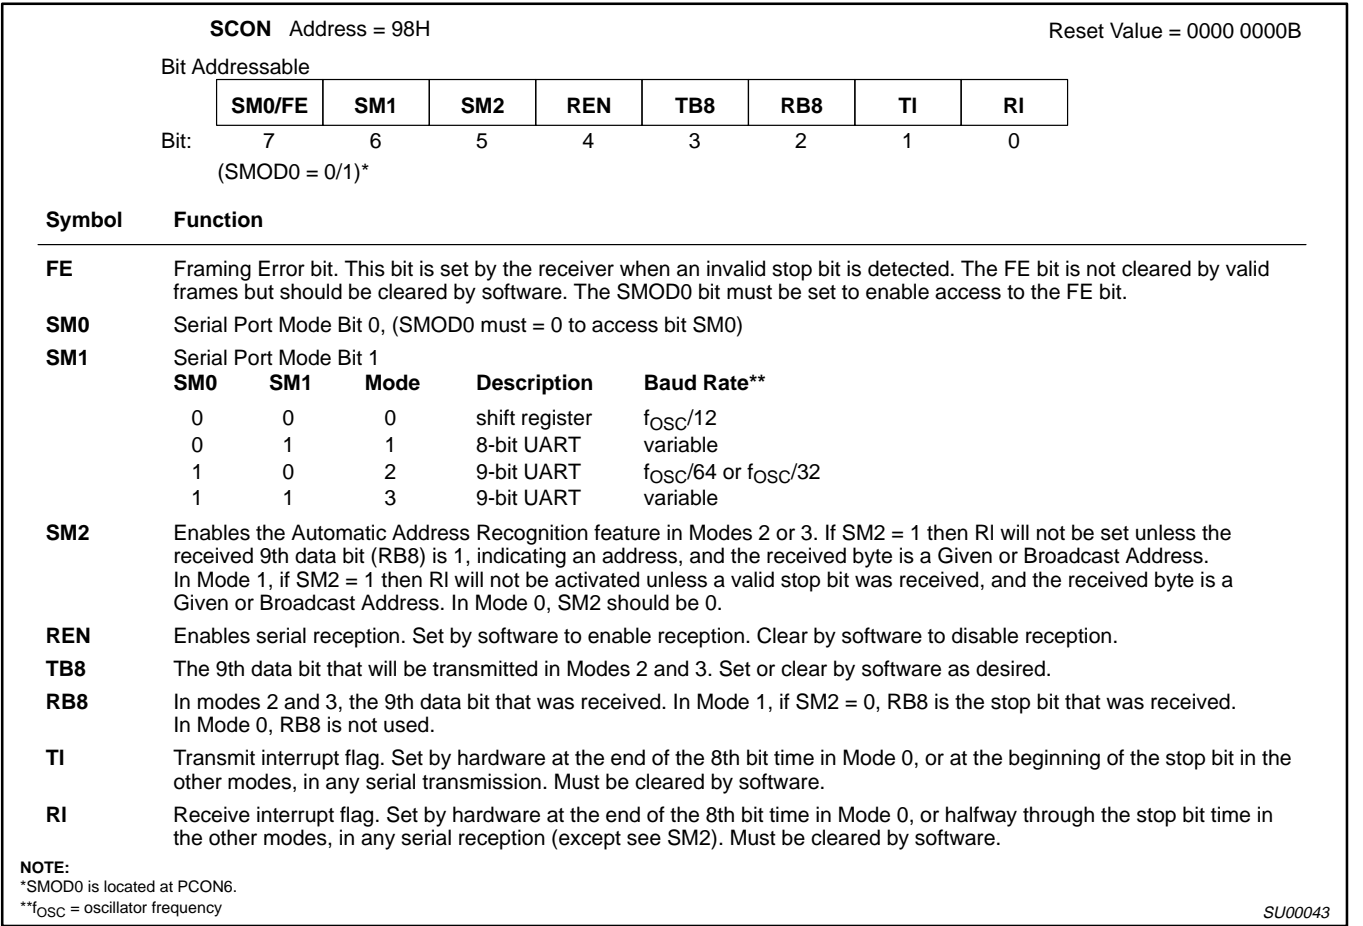 SCON Address = 98H Reset Value = 0000 0000B
Bit Addressable
SM0/FE SM1 SM2 REN TB8 RB8 TI RI
Bit: 7 6 5 4 3 2 1 0
(SMOD0 = 0/1)*
Symbol Function
FE Framing Error bit. This bit is set by the receiver when an invalid stop bit is detected. The FE bit is not cleared by valid
frames but should be cleared by software. The SMOD0 bit must be set to enable access to the FE bit.
SM0 Serial Port Mode Bit 0, (SMOD0 must = 0 to access bit SM0)
SM1 Serial Port Mode Bit 1
SM0 SM1 Mode Description Baud Rate**
0 0 0 shift register fOSC/12
0 1 1 8-bit UART variable
1 0 2 9-bit UART fOSC/64 or fOSC/32
1 1 3 9-bit UART variable
SM2 Enables the Automatic Address Recognition feature in Modes 2 or 3. If SM2 = 1 then RI will not be set unless the
received 9th data bit (RB8) is 1, indicating an address, and the received byte is a Given or Broadcast Address.
In Mode 1, if SM2 = 1 then RI will not be activated unless a valid stop bit was received, and the received byte is a
Given or Broadcast Address. In Mode 0, SM2 should be 0.
REN Enables serial reception. Set by software to enable reception. Clear by software to disable reception.
TB8 The 9th data bit that will be transmitted in Modes 2 and 3. Set or clear by software as desired.
RB8 In modes 2 and 3, the 9th data bit that was received. In Mode 1, if SM2 = 0, RB8 is the stop bit that was received.
In Mode 0, RB8 is not used.
TI Transmit interrupt flag. Set by hardware at the end of the 8th bit time in Mode 0, or at the beginning of the stop bit in the
other modes, in any serial transmission. Must be cleared by software.
RI Receive interrupt flag. Set by hardware at the end of the 8th bit time in Mode 0, or halfway through the stop bit time in
the other modes, in any serial reception (except see SM2). Must be cleared by software.
NOTE:
*SMOD0 is located at PCON6.
**fOSC = oscillator frequency
SU00043